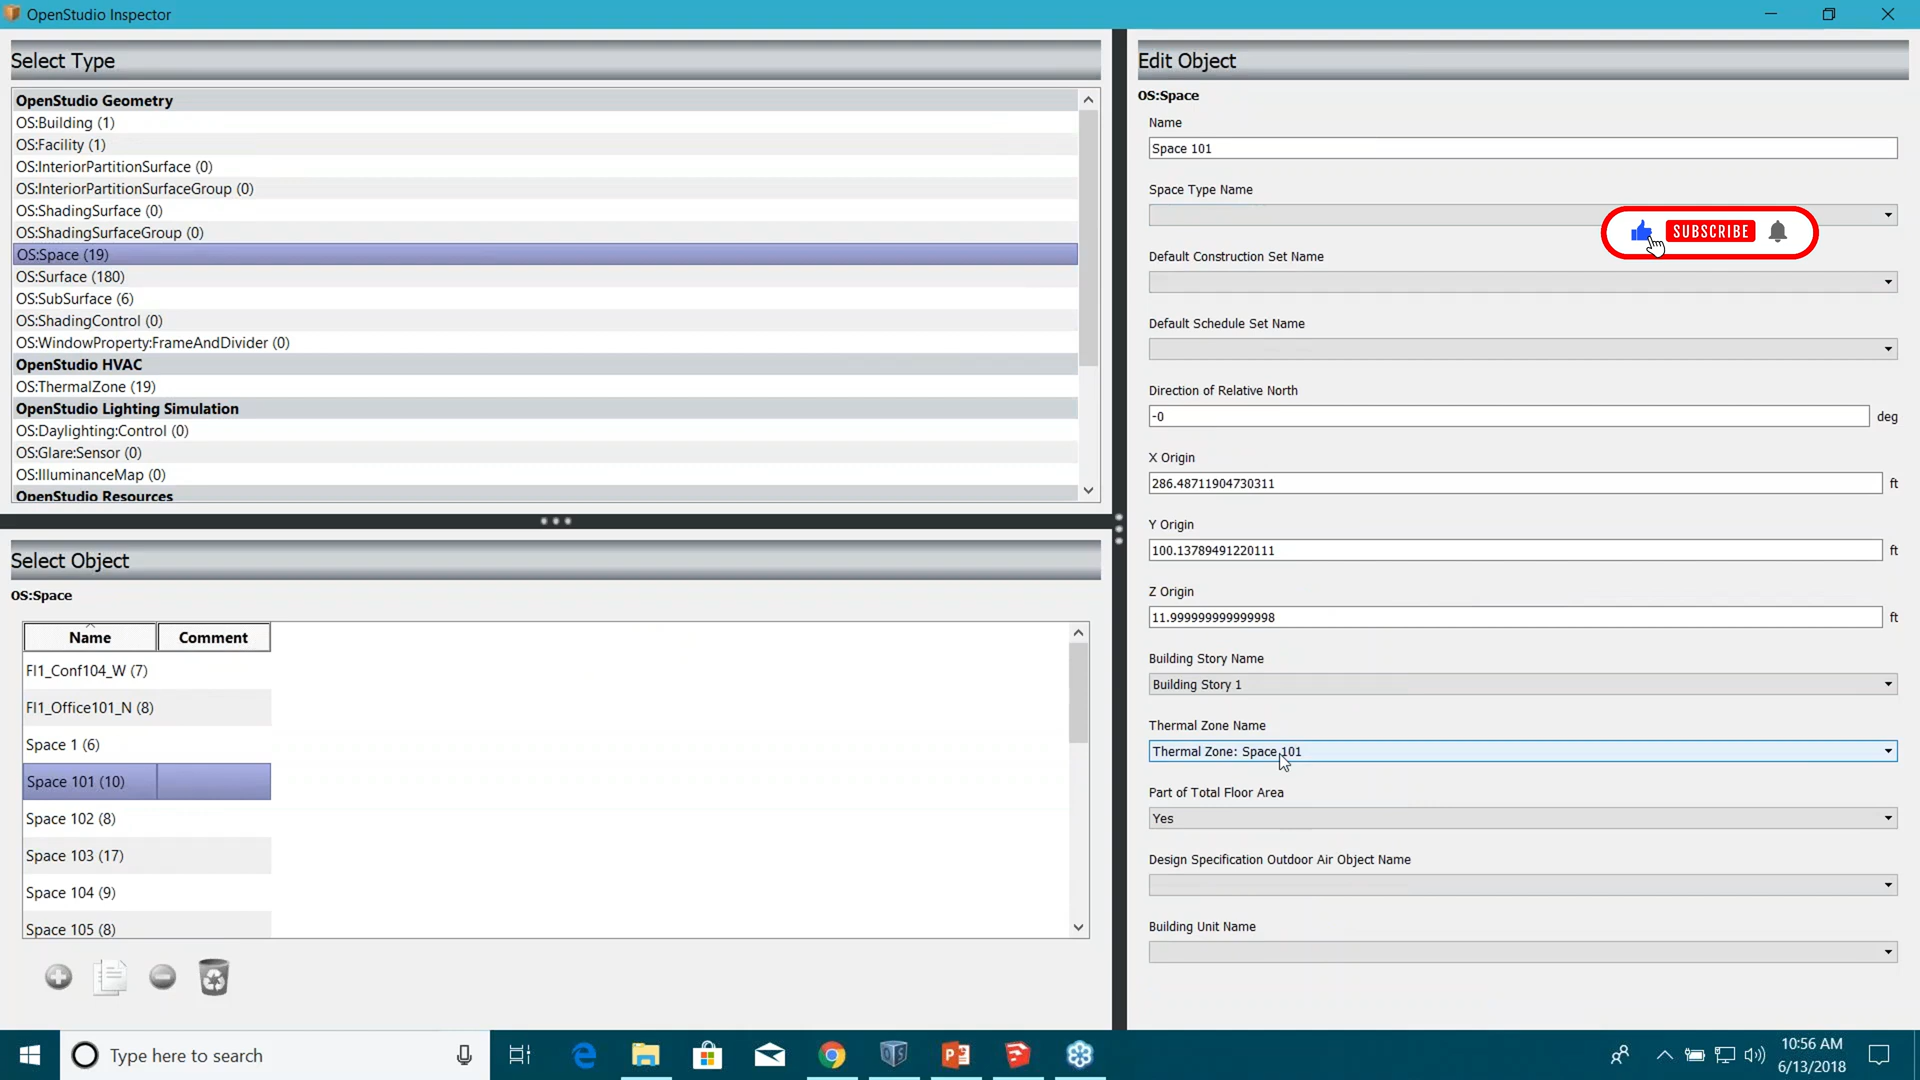 OpenStudio Inspector
Select Type
OpenStudio Geometry
OS:Building (1)
OS:Facility (1)
OS:InteriorPartitionSurface (0)
OS:InteriorPartitionSurfaceGroup (0)
OS:ShadingSurface (0)
OS:ShadingSurfaceGroup (0)
OS:Space (19)
OS:Surface (180)
OS:SubSurface (6)
OS:ShadingControl (0)
OS:WindowProperty:FrameAndDivider (0)
OpenStudio HVAC
OS:ThermalZone (19)
OpenStudio Lighting Simulation
OS:Daylighting:Control (0)
OS:Glare:Sensor (0)
OS:IlluminanceMap (0)
OpenStudio Resources
Select Object
OS:Space
Name Comment
Fl1_Conf104_W (7)
Fl1_Office101_N (8)
Space 1 (6)
Space 101 (10)
Space 102 (8)
Space 103 (17)
Space 104 (9)
Space 105 (8)
Edit Object
OS:Space
Name
Space 101
Space Type Name
SUBSCRIBE
Default Construction Set Name
Default Schedule Set Name
Direction of Relative North
-0 deg
X Origin
286.48711904730311 ft
Y Origin
100.13789491220111 ft
Z Origin
11.999999999999998 ft
Building Story Name
Building Story 1
Thermal Zone Name
Thermal Zone: Space 101
Part of Total Floor Area
Yes
Design Specification Outdoor Air Object Name
Building Unit Name
Type here to search
10:56 AM
6/13/2018